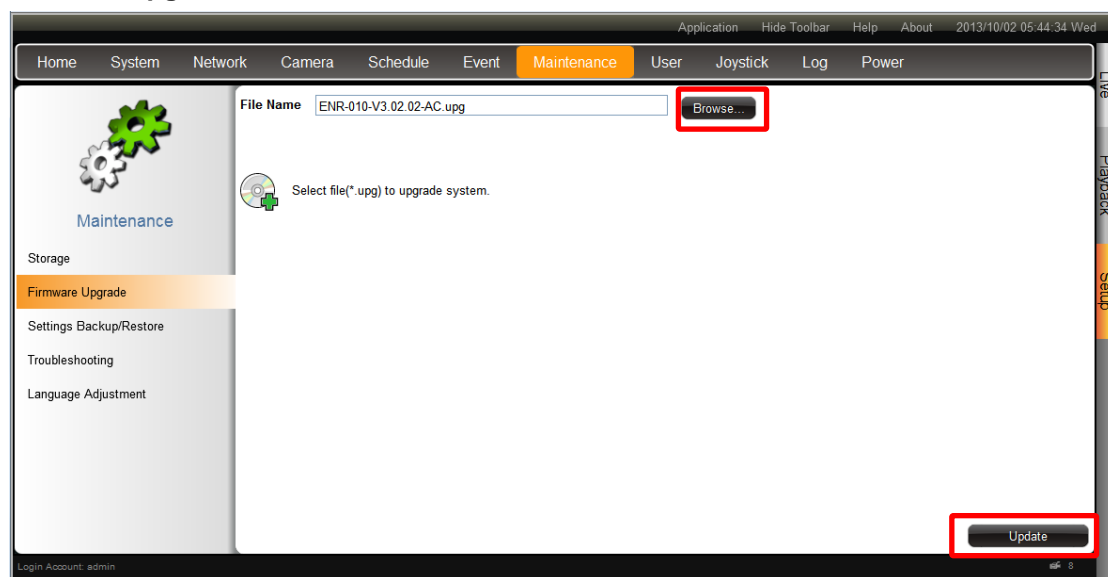 Application Hide Toolbar Help About 2013/10/02 05:44:34 Wed
Home System Network Camera Schedule Event Maintenance User Joystick Log Power
Live
File Name ENR-010-V3.02.02-AC.upg Browse...
Playback
Select file(*.upg) to upgrade system.
Maintenance
Storage
Setup
Firmware Upgrade
Settings Backup/Restore
Troubleshooting
Language Adjustment
Update
Login Account: admin 8